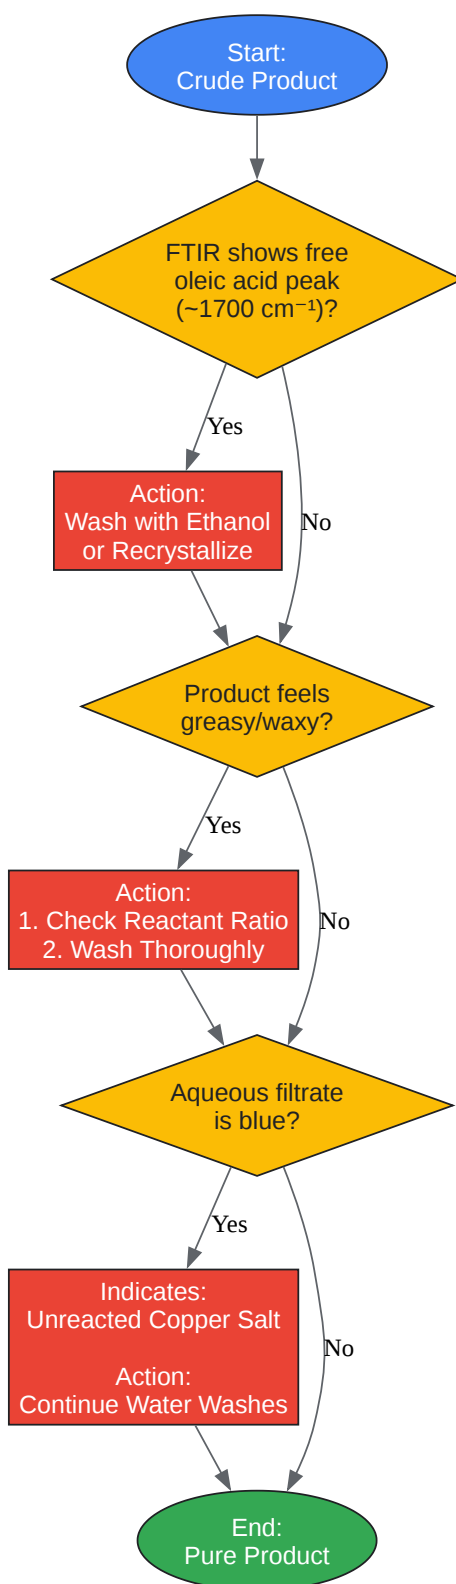 Start:
Crude Product
FTIR shows free
oleic acid peak
(~1700 cm⁻¹)?
Yes
No
Action:
Wash with Ethanol
or Recrystallize
Product feels
greasy/waxy?
Yes
No
Action:
1. Check Reactant Ratio
2. Wash Thoroughly
Aqueous filtrate
is blue?
Yes
No
Indicates:
Unreacted Copper Salt
Action:
Continue Water Washes
End:
Pure Product